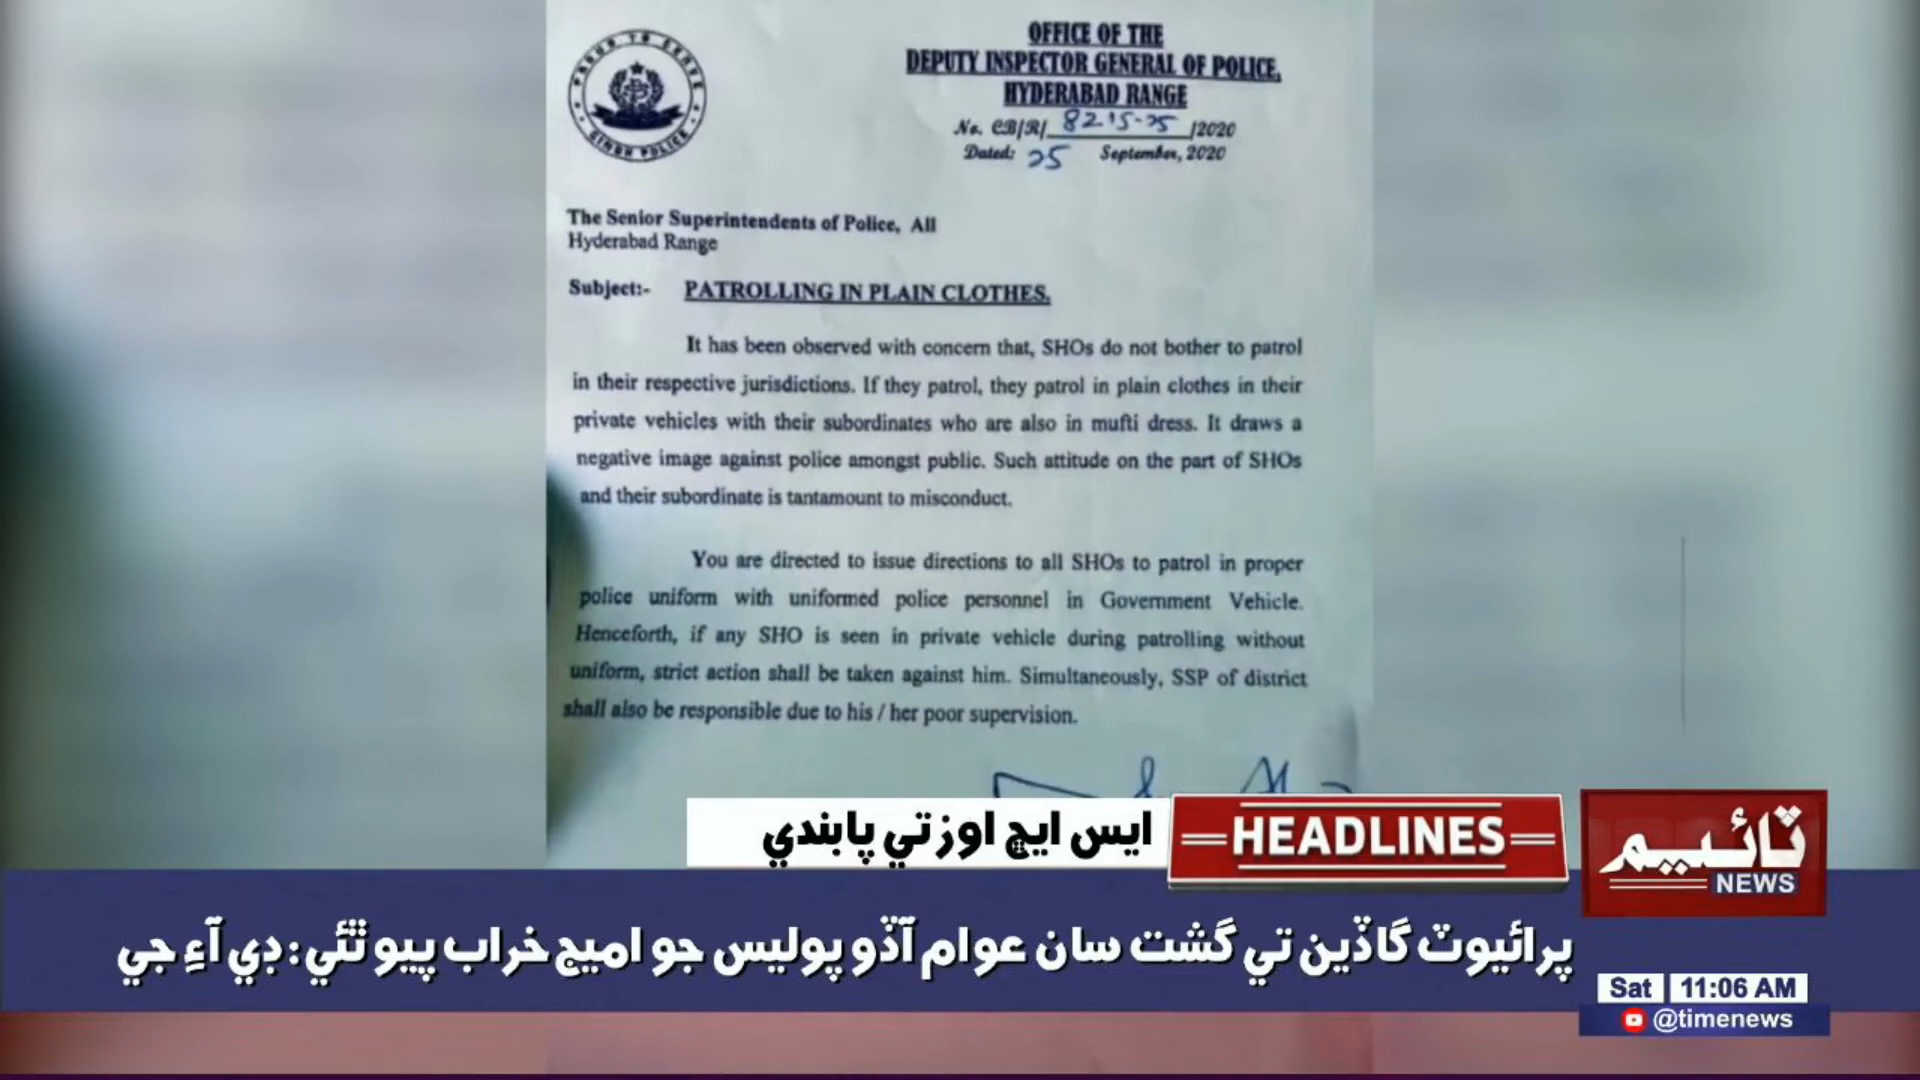 PROUD TO SERVE
SINDH POLICE
OFFICE OF THE
DEPUTY INSPECTOR GENERAL OF POLICE,
HYDERABAD RANGE
No. CB/R/ 8215-25 /2020
Dated: 25 September, 2020
The Senior Superintendents of Police, All
Hyderabad Range
Subject:- PATROLLING IN PLAIN CLOTHES.
It has been observed with concern that, SHOs do not bother to patrol
in their respective jurisdictions. If they patrol, they patrol in plain clothes in their
private vehicles with their subordinates who are also in mufti dress. It draws a
negative image against police amongst public. Such attitude on the part of SHOs
and their subordinate is tantamount to misconduct.
You are directed to issue directions to all SHOs to patrol in proper
police uniform with uniformed police personnel in Government Vehicle.
Henceforth, if any SHO is seen in private vehicle during patrolling without
uniform, strict action shall be taken against him. Simultaneously, SSP of district
shall also be responsible due to his / her poor supervision.
ايس ايڇ اوز تي پابندي
HEADLINES
ٽائيم
NEWS
پرائيوٽ گاڏين تي گشت سان عوام آڏو پوليس جو اميج خراب پيو ٿئي: ڊي آءِ جي
Sat 11:06 AM
@timenews